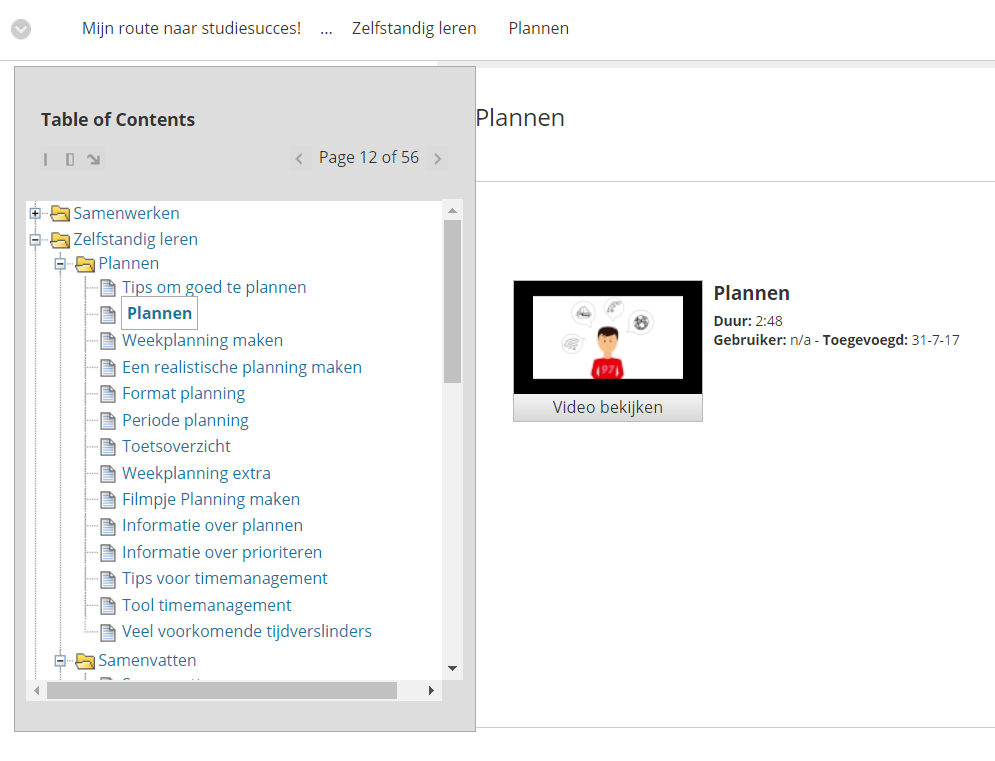 Mijn route naar studiesucces! ... Zelfstandig leren Plannen
Table of Contents
Page 12 of 56
Samenwerken
Zelfstandig leren
Plannen
Tips om goed te plannen
Plannen
Weekplanning maken
Een realistische planning maken
Format planning
Periode planning
Toetsoverzicht
Weekplanning extra
Filmpje Planning maken
Informatie over plannen
Informatie over prioriteren
Tips voor timemanagement
Tool timemanagement
Veel voorkomende tijdverslinders
Samenvatten
Plannen
97
Video bekijken
Plannen
Duur: 2:48
Gebruiker: n/a - Toegevoegd: 31-7-17